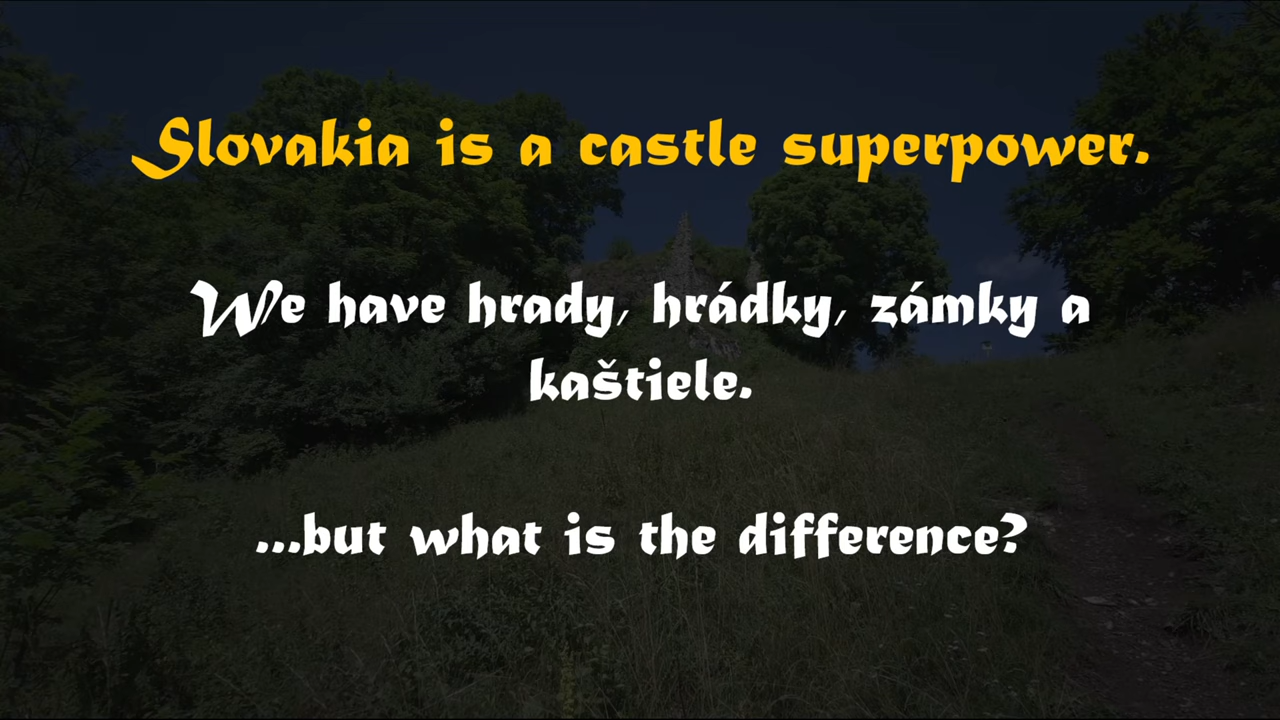 Slovakia is a castle superpower.
We have hrady, hrádky, zámky a
kaštiele.
...but what is the difference?